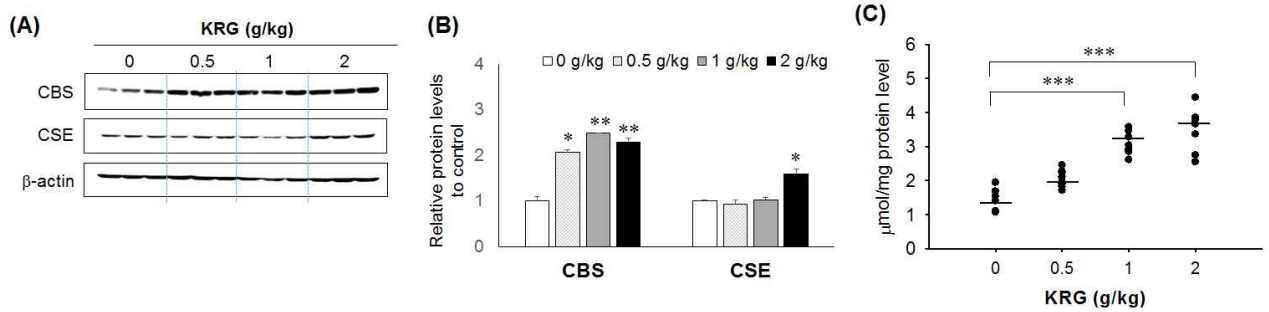 (A)
KRG (g/kg)
0 0.5 1 2
CBS
CSE
β-actin
(B)
Relative protein levels
to control
4
3
2
1
0
0 g/kg 0.5 g/kg 1 g/kg 2 g/kg
* ** **
*
CBS CSE
(C)
μmol/mg protein level
6
5
4
3
2
1
0
***
***
0 0.5 1 2
KRG (g/kg)